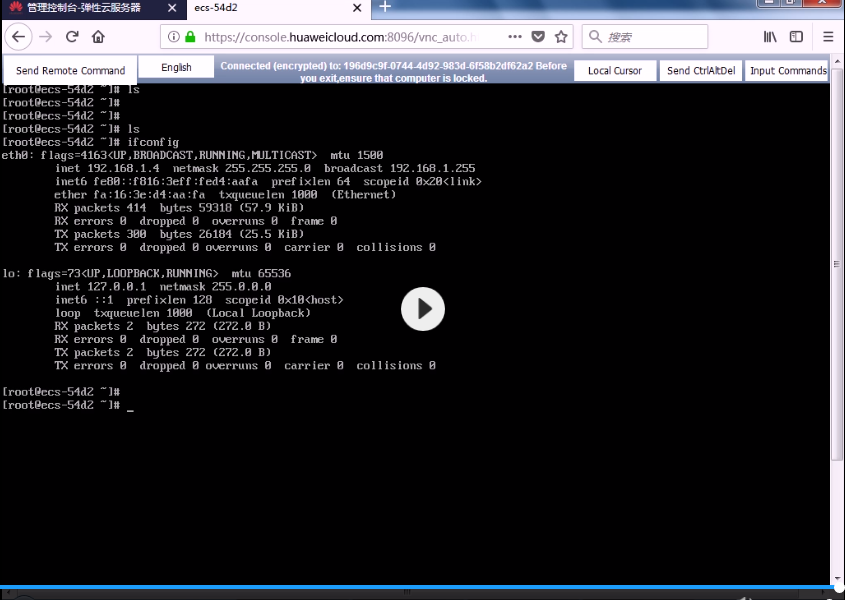 管理控制台-弹性云服务器
ecs-54d2
https://console.huaweicloud.com:8096/vnc_auto.h
搜索
Send Remote Command
English
Connected (encrypted) to: 196d9c9f-0744-4d92-983d-6f58b2df62a2 Before
you exit,ensure that computer is locked.
Local Cursor
Send CtrlAltDel
Input Commands
[root@ecs-54d2 ~]# ls
[root@ecs-54d2 ~]#
[root@ecs-54d2 ~]#
[root@ecs-54d2 ~]# ls
[root@ecs-54d2 ~]# ifconfig
eth0: flags=4163<UP,BROADCAST,RUNNING,MULTICAST>  mtu 1500
inet 192.168.1.4  netmask 255.255.255.0  broadcast 192.168.1.255
inet6 fe80::f816:3eff:fed4:aafa  prefixlen 64  scopeid 0x20<link>
ether fa:16:3e:d4:aa:fa  txqueuelen 1000  (Ethernet)
RX packets 414  bytes 59318 (57.9 KiB)
RX errors 0  dropped 0  overruns 0  frame 0
TX packets 300  bytes 26184 (25.5 KiB)
TX errors 0  dropped 0 overruns 0  carrier 0  collisions 0
lo: flags=73<UP,LOOPBACK,RUNNING>  mtu 65536
inet 127.0.0.1  netmask 255.0.0.0
inet6 ::1  prefixlen 128  scopeid 0x10<host>
loop  txqueuelen 1000  (Local Loopback)
RX packets 2  bytes 272 (272.0 B)
RX errors 0  dropped 0  overruns 0  frame 0
TX packets 2  bytes 272 (272.0 B)
TX errors 0  dropped 0 overruns 0  carrier 0  collisions 0
[root@ecs-54d2 ~]#
[root@ecs-54d2 ~]# _